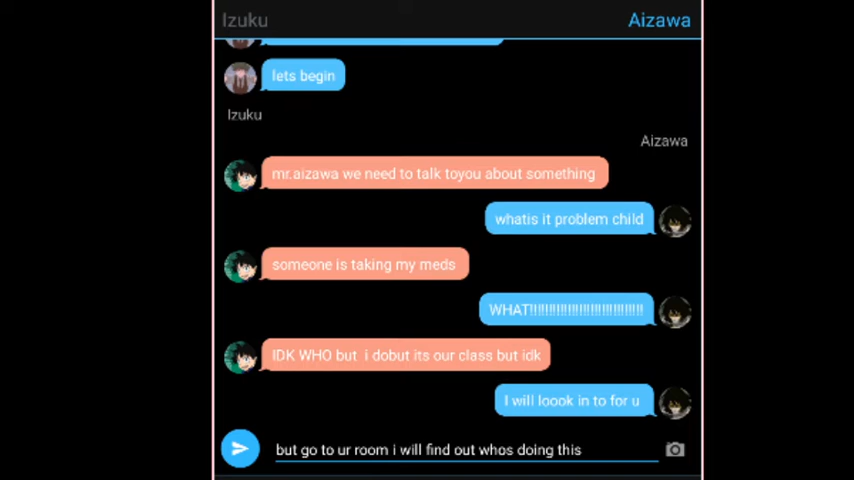 Izuku
Aizawa
lets begin
Izuku
Aizawa
mr.aizawa we need to talk toyou about something
whatis it problem child
someone is taking my meds
WHAT!!!!!!!!!!!!!!!!!!!!!!!!!!!!!!
IDK WHO but i dobut its our class but idk
I will loook in to for u
but go to ur room i will find out whos doing this